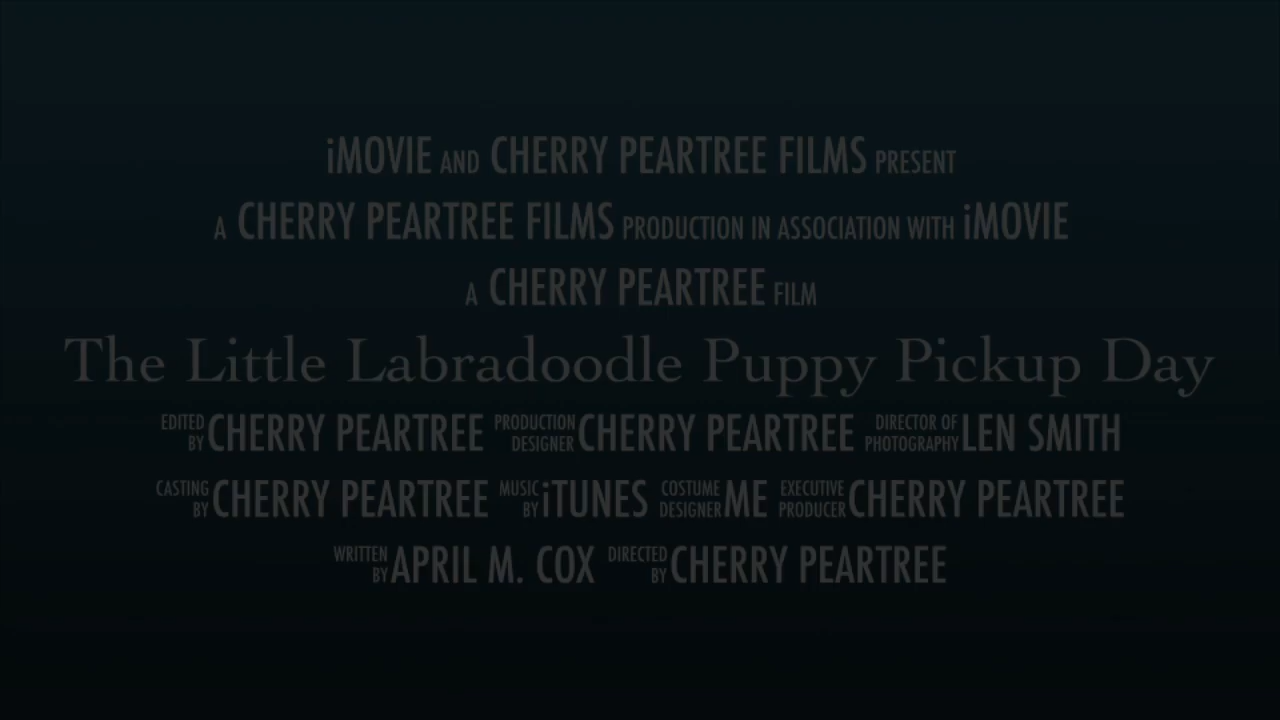 iMOVIE AND CHERRY PEARTREE FILMS PRESENT
A CHERRY PEARTREE FILMS PRODUCTION IN ASSOCIATION WITH iMOVIE
A CHERRY PEARTREE FILM
The Little Labradoodle Puppy Pickup Day
EDITED BY CHERRY PEARTREE PRODUCTION DESIGNER CHERRY PEARTREE DIRECTOR OF PHOTOGRAPHY LEN SMITH
CASTING BY CHERRY PEARTREE MUSIC BY iTUNES COSTUME DESIGNER ME EXECUTIVE PRODUCER CHERRY PEARTREE
WRITTEN BY APRIL M. COX DIRECTED BY CHERRY PEARTREE